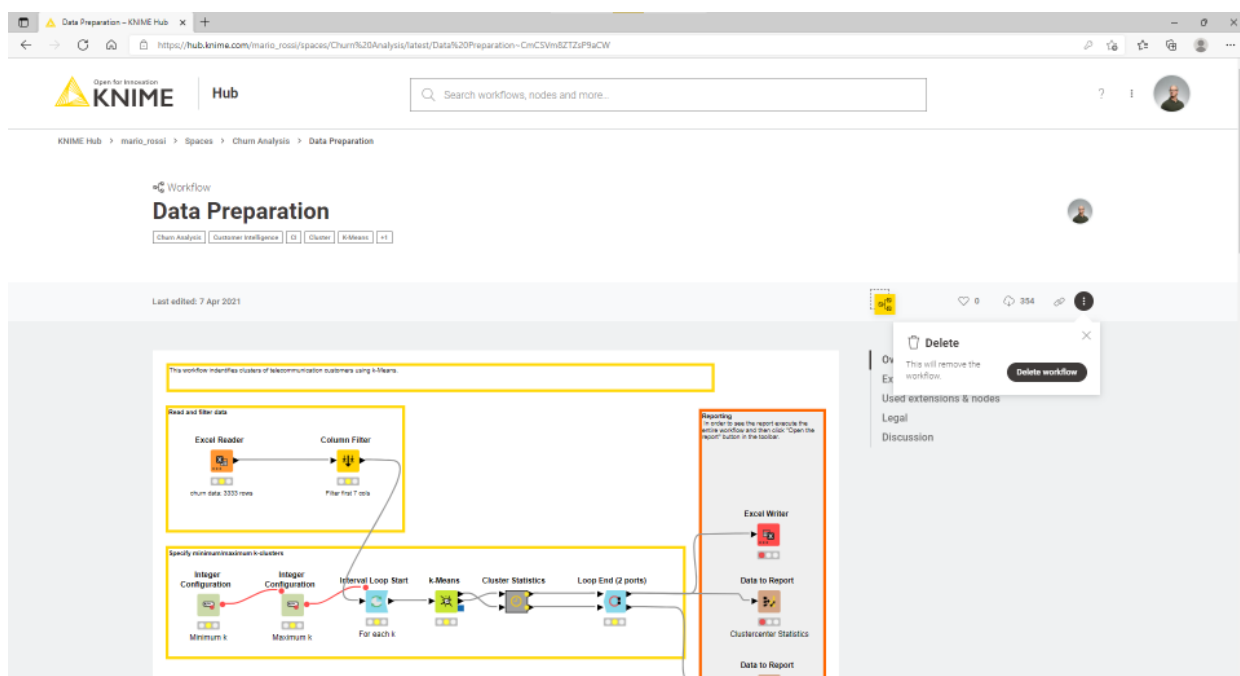 Data Preparation – KNIME Hub
https://hub.knime.com/mario_rossi/spaces/Churn%20Analysis/latest/Data%20Preparation~CmCSVm8ZTZsP9aCW
Open for Innovation
KNIME
Hub
Search workflows, nodes and more...
?
KNIME Hub > mario_rossi > Spaces > Churn Analysis > Data Preparation
Workflow
Data Preparation
Churn Analysis Customer Intelligence CI Cluster K-Means +1
Last edited: 7 Apr 2021
0 354
Delete
This will remove the
workflow.
Delete workflow
Ov
Ex
Used extensions & nodes
Legal
Discussion
This workflow indentifies clusters of telecommunication customers using k-Means.
Read and filter data
Excel Reader
Column Filter
churn data: 3333 rows
Filter first 7 cols
Reporting
In order to see the report execute the
entire workflow and then click "Open the
report" button in the toolbar.
Excel Writer
Specify minimum/maximum k-clusters
Integer
Configuration
Integer
Configuration
Interval Loop Start
k-Means
Cluster Statistics
Loop End (2 ports)
Minimum k
Maximum k
For each k
Data to Report
Clustercenter Statistics
Data to Report